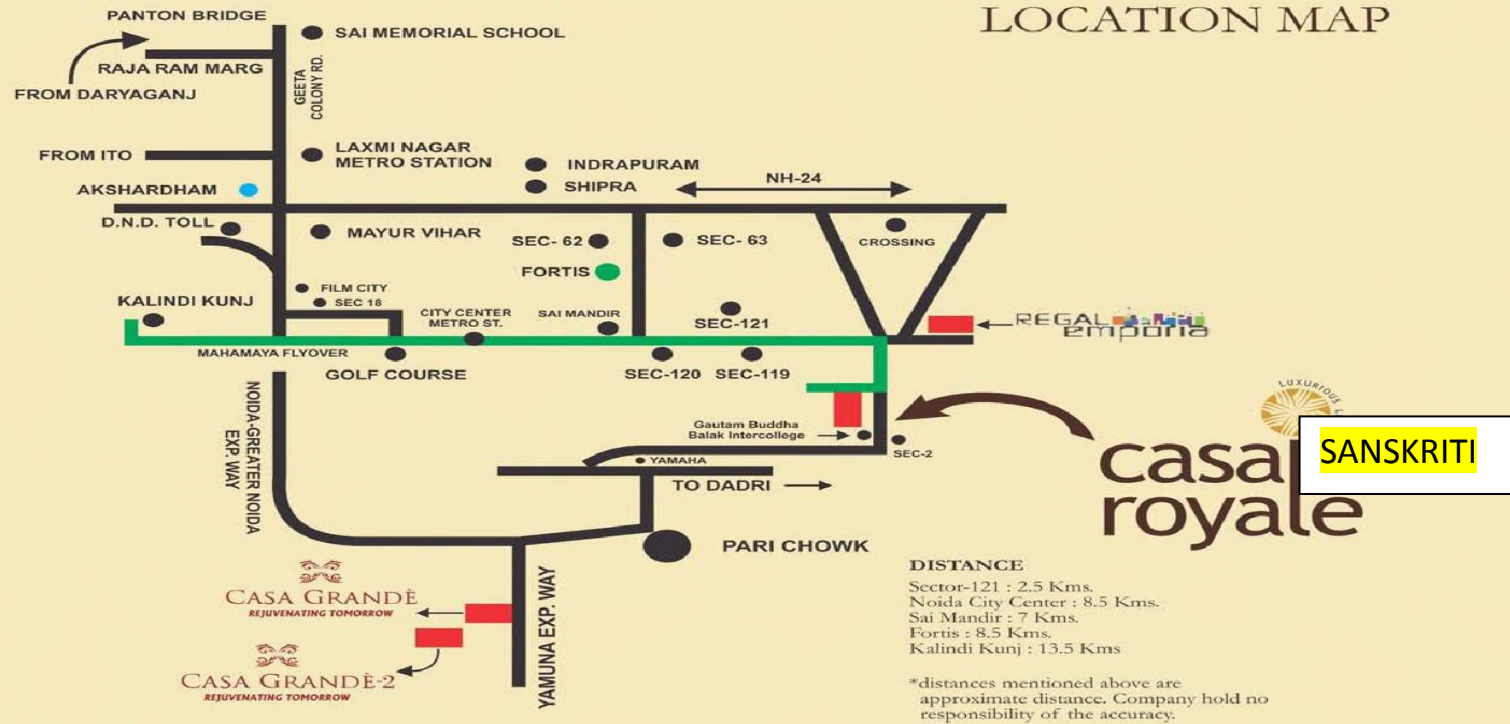 LOCATION MAP
PANTON BRIDGE
SAI MEMORIAL SCHOOL
RAJA RAM MARG
FROM DARYAGANJ
GEETA
COLONY RD.
FROM ITO
LAXMI NAGAR
METRO STATION
INDRAPURAM
SHIPRA
NH-24
AKSHARDHAM
D.N.D. TOLL
MAYUR VIHAR
SEC- 62
SEC- 63
CROSSING
FORTIS
FILM CITY
SEC 18
KALINDI KUNJ
CITY CENTER
METRO ST.
SAI MANDIR
SEC-121
REGAL
emporia
MAHAMAYA FLYOVER
GOLF COURSE
SEC-120
SEC-119
NOIDA-GREATER NOIDA
EXP. WAY
Gautam Buddha
Balak Intercollege
SEC-2
YAMAHA
TO DADRI
LUXURIOUS
casa
royale
SANSKRITI
PARI CHOWK
CASA GRANDÈ
REJUVENATING TOMORROW
CASA GRANDÈ-2
REJUVENATING TOMORROW
YAMUNA EXP. WAY
DISTANCE
Sector-121 : 2.5 Kms.
Noida City Center : 8.5 Kms.
Sai Mandir : 7 Kms.
Fortis : 8.5 Kms.
Kalindi Kunj : 13.5 Kms
*distances mentioned above are
approximate distance. Company hold no
responsibility of the accuracy.